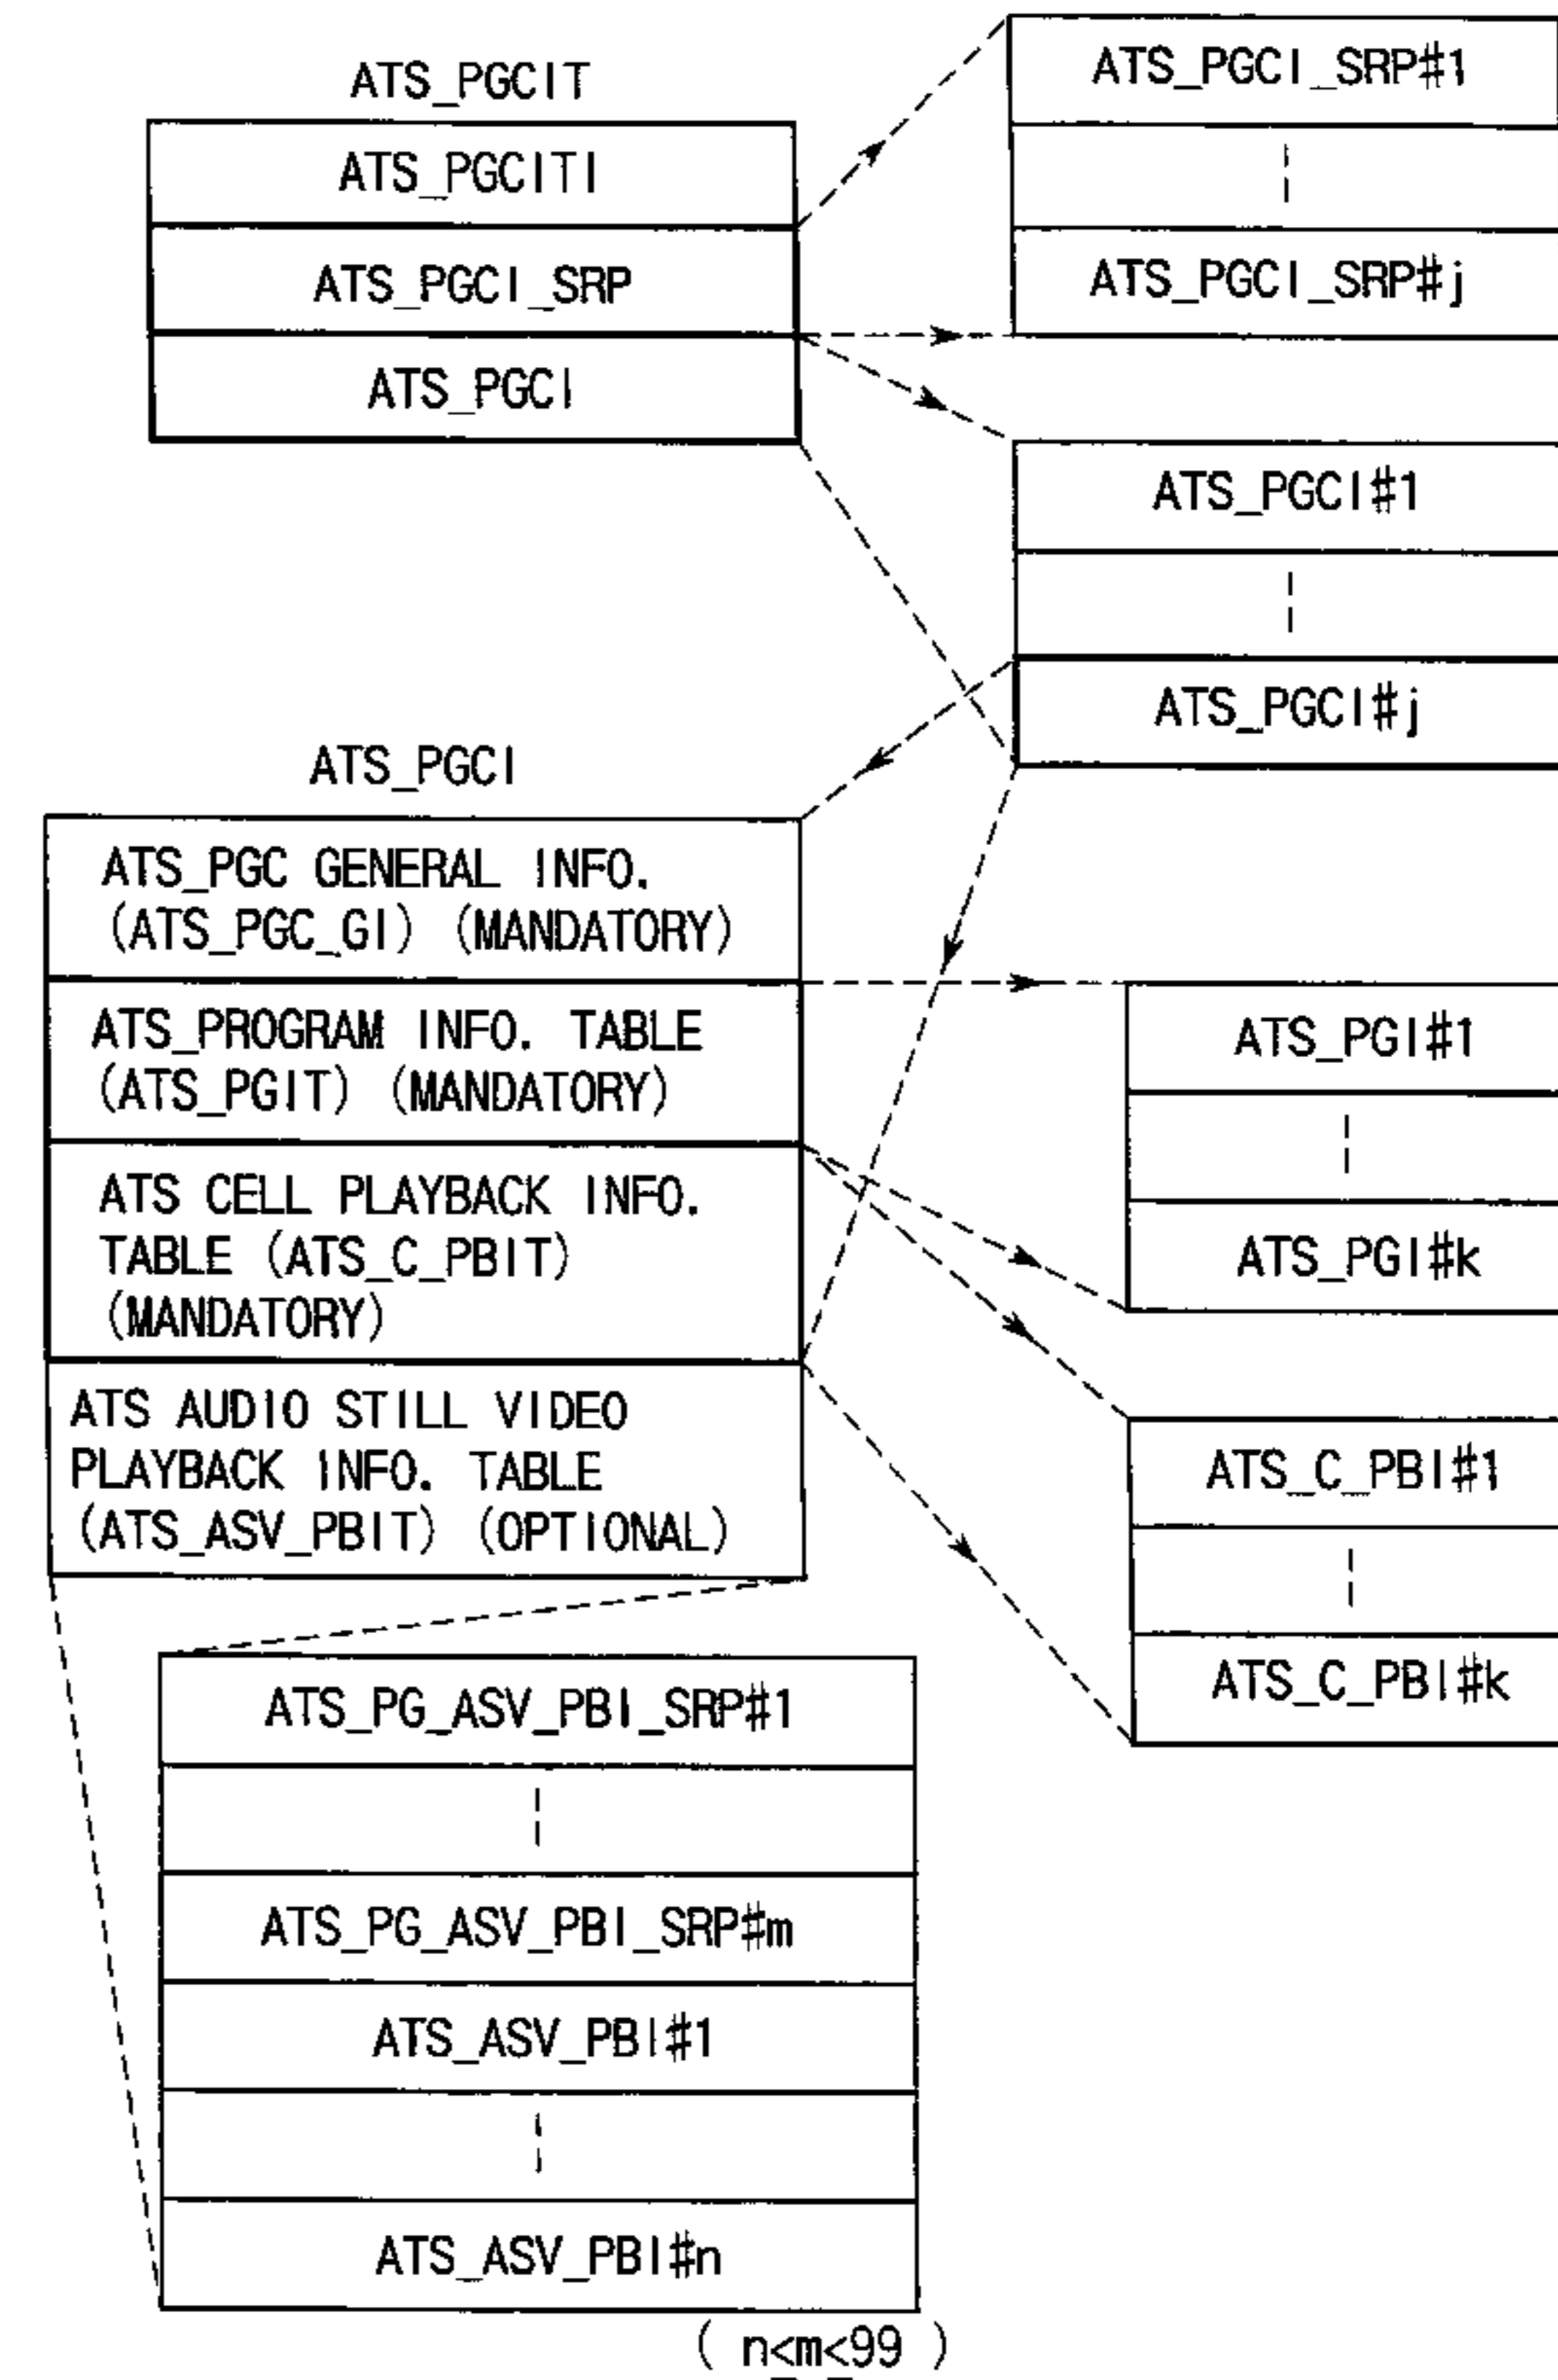 ATS_PGCIT
ATS_PGCITI
ATS_PGCI_SRP
ATS_PGCI
ATS_PGCI_SRP#1
ATS_PGCI_SRP#j
ATS_PGCI#1
ATS_PGCI#j
ATS_PGCI
ATS_PGC GENERAL INFO.
(ATS_PGC_GI) (MANDATORY)
ATS_PROGRAM INFO. TABLE
(ATS_PGIT) (MANDATORY)
ATS CELL PLAYBACK INFO.
TABLE (ATS_C_PBIT)
(MANDATORY)
ATS AUDIO STILL VIDEO
PLAYBACK INFO. TABLE
(ATS_ASV_PBIT) (OPTIONAL)
ATS_PGI#1
ATS_PGI#k
ATS_C_PBI#1
ATS_C_PBI#k
ATS_PG_ASV_PBI_SRP#1
ATS_PG_ASV_PBI_SRP#m
ATS_ASV_PBI#1
ATS_ASV_PBI#n
( n≤m≤99 )